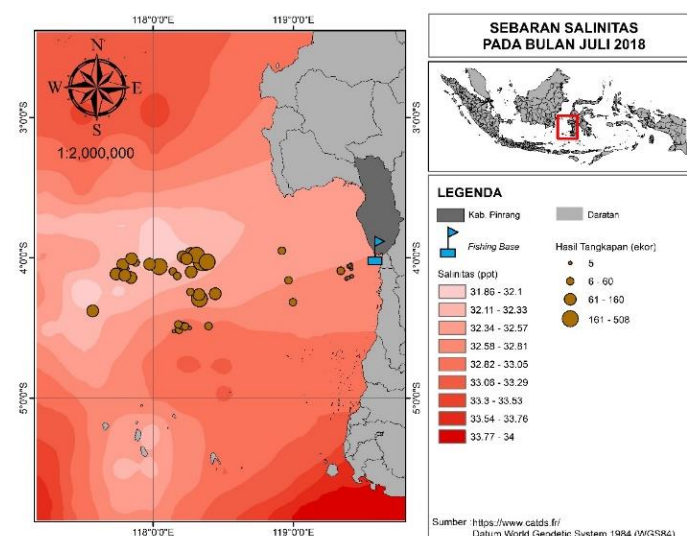 118°0'0"E 119°0'0"E
N
W E
S
1:2,000,000
3°0'0"S 3°0'0"S
4°0'0"S 4°0'0"S
5°0'0"S 5°0'0"S
118°0'0"E 119°0'0"E
SEBARAN SALINITAS
PADA BULAN JULI 2018
LEGENDA
Kab. Pinrang
Daratan
Fishing Base
Hasil Tangkapan (ekor)
5
6 - 60
61 - 160
161 - 508
Salinitas (ppt)
31.86 - 32.1
32.11 - 32.33
32.34 - 32.57
32.58 - 32.81
32.82 - 33.05
33.06 - 33.29
33.3 - 33.53
33.54 - 33.76
33.77 - 34
Sumber :https://www.catds.fr/
Datum World Geodetic System 1984 (WGS84)